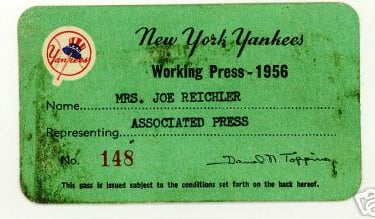 Yankees
New York Yankees
Working Press - 1956
Name MRS. JOE REICHLER
Representing ASSOCIATED PRESS
No. 148
This pass is issued subject to the conditions set forth on the back hereof.